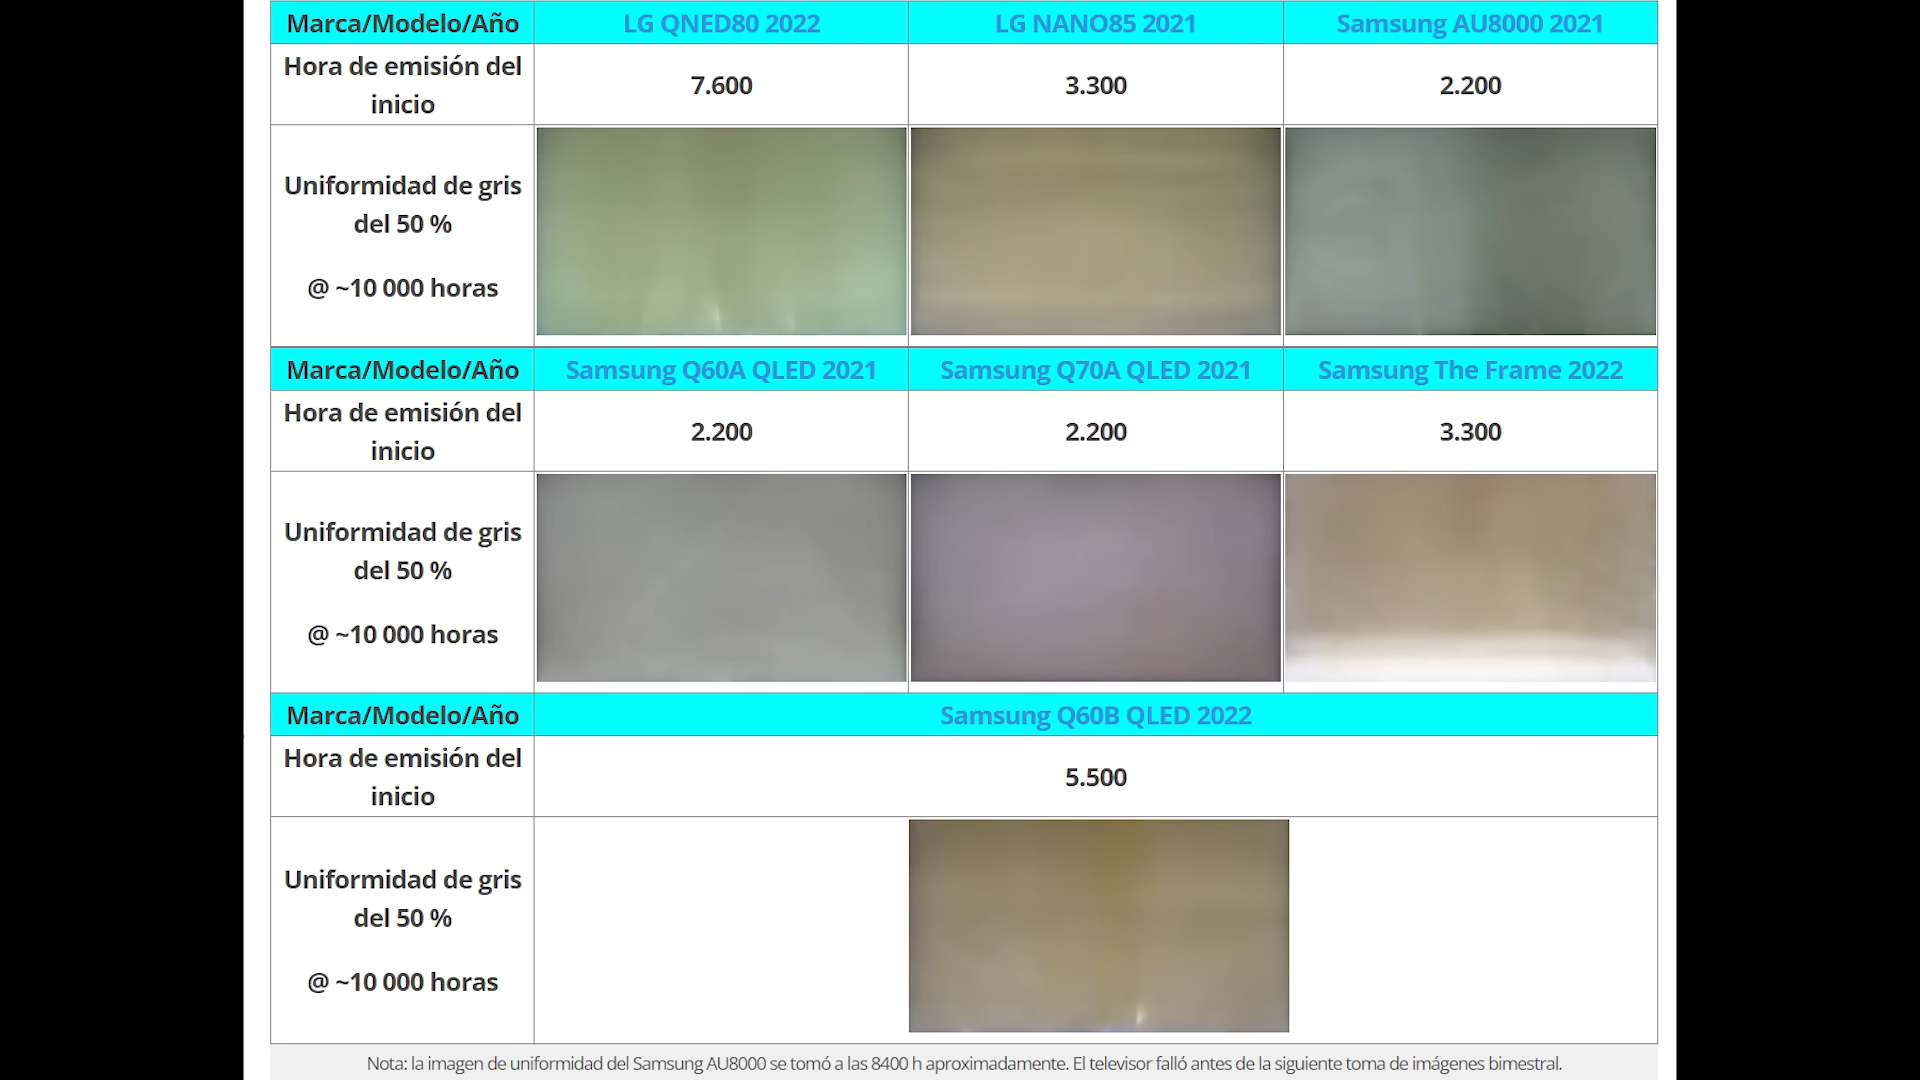 Marca/Modelo/Año LG QNED80 2022 LG NANO85 2021 Samsung AU8000 2021
Hora de emisión del
inicio
7.600 3.300 2.200
Uniformidad de gris
del 50 %
@ ~10 000 horas
Marca/Modelo/Año Samsung Q60A QLED 2021 Samsung Q70A QLED 2021 Samsung The Frame 2022
Hora de emisión del
inicio
2.200 2.200 3.300
Uniformidad de gris
del 50 %
@ ~10 000 horas
Marca/Modelo/Año Samsung Q60B QLED 2022
Hora de emisión del
inicio
5.500
Uniformidad de gris
del 50 %
@ ~10 000 horas
Nota: la imagen de uniformidad del Samsung AU8000 se tomó a las 8400 h aproximadamente. El televisor falló antes de la siguiente toma de imágenes bimestral.